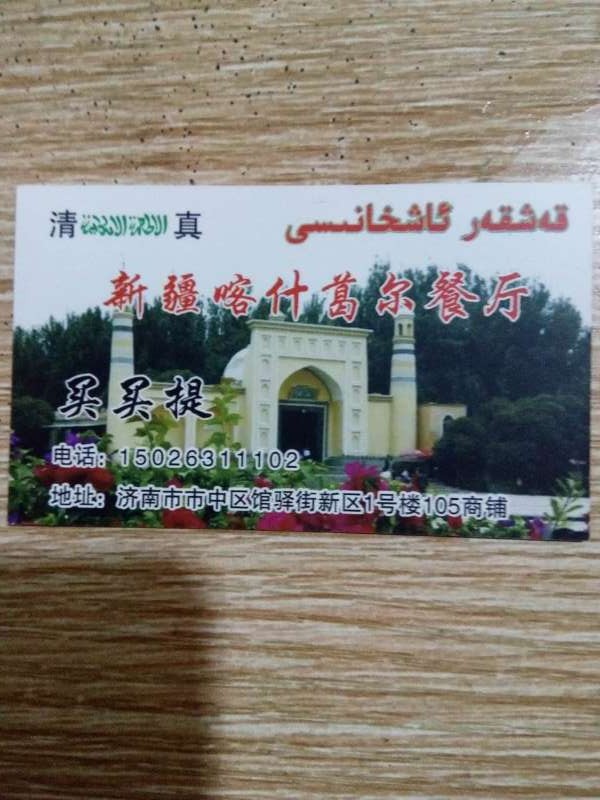 清 真
قەشقەر ئاشخانىسى
新疆喀什葛尔餐厅
买买提
电话：15026311102
地址：济南市市中区馆驿街新区1号楼105商铺